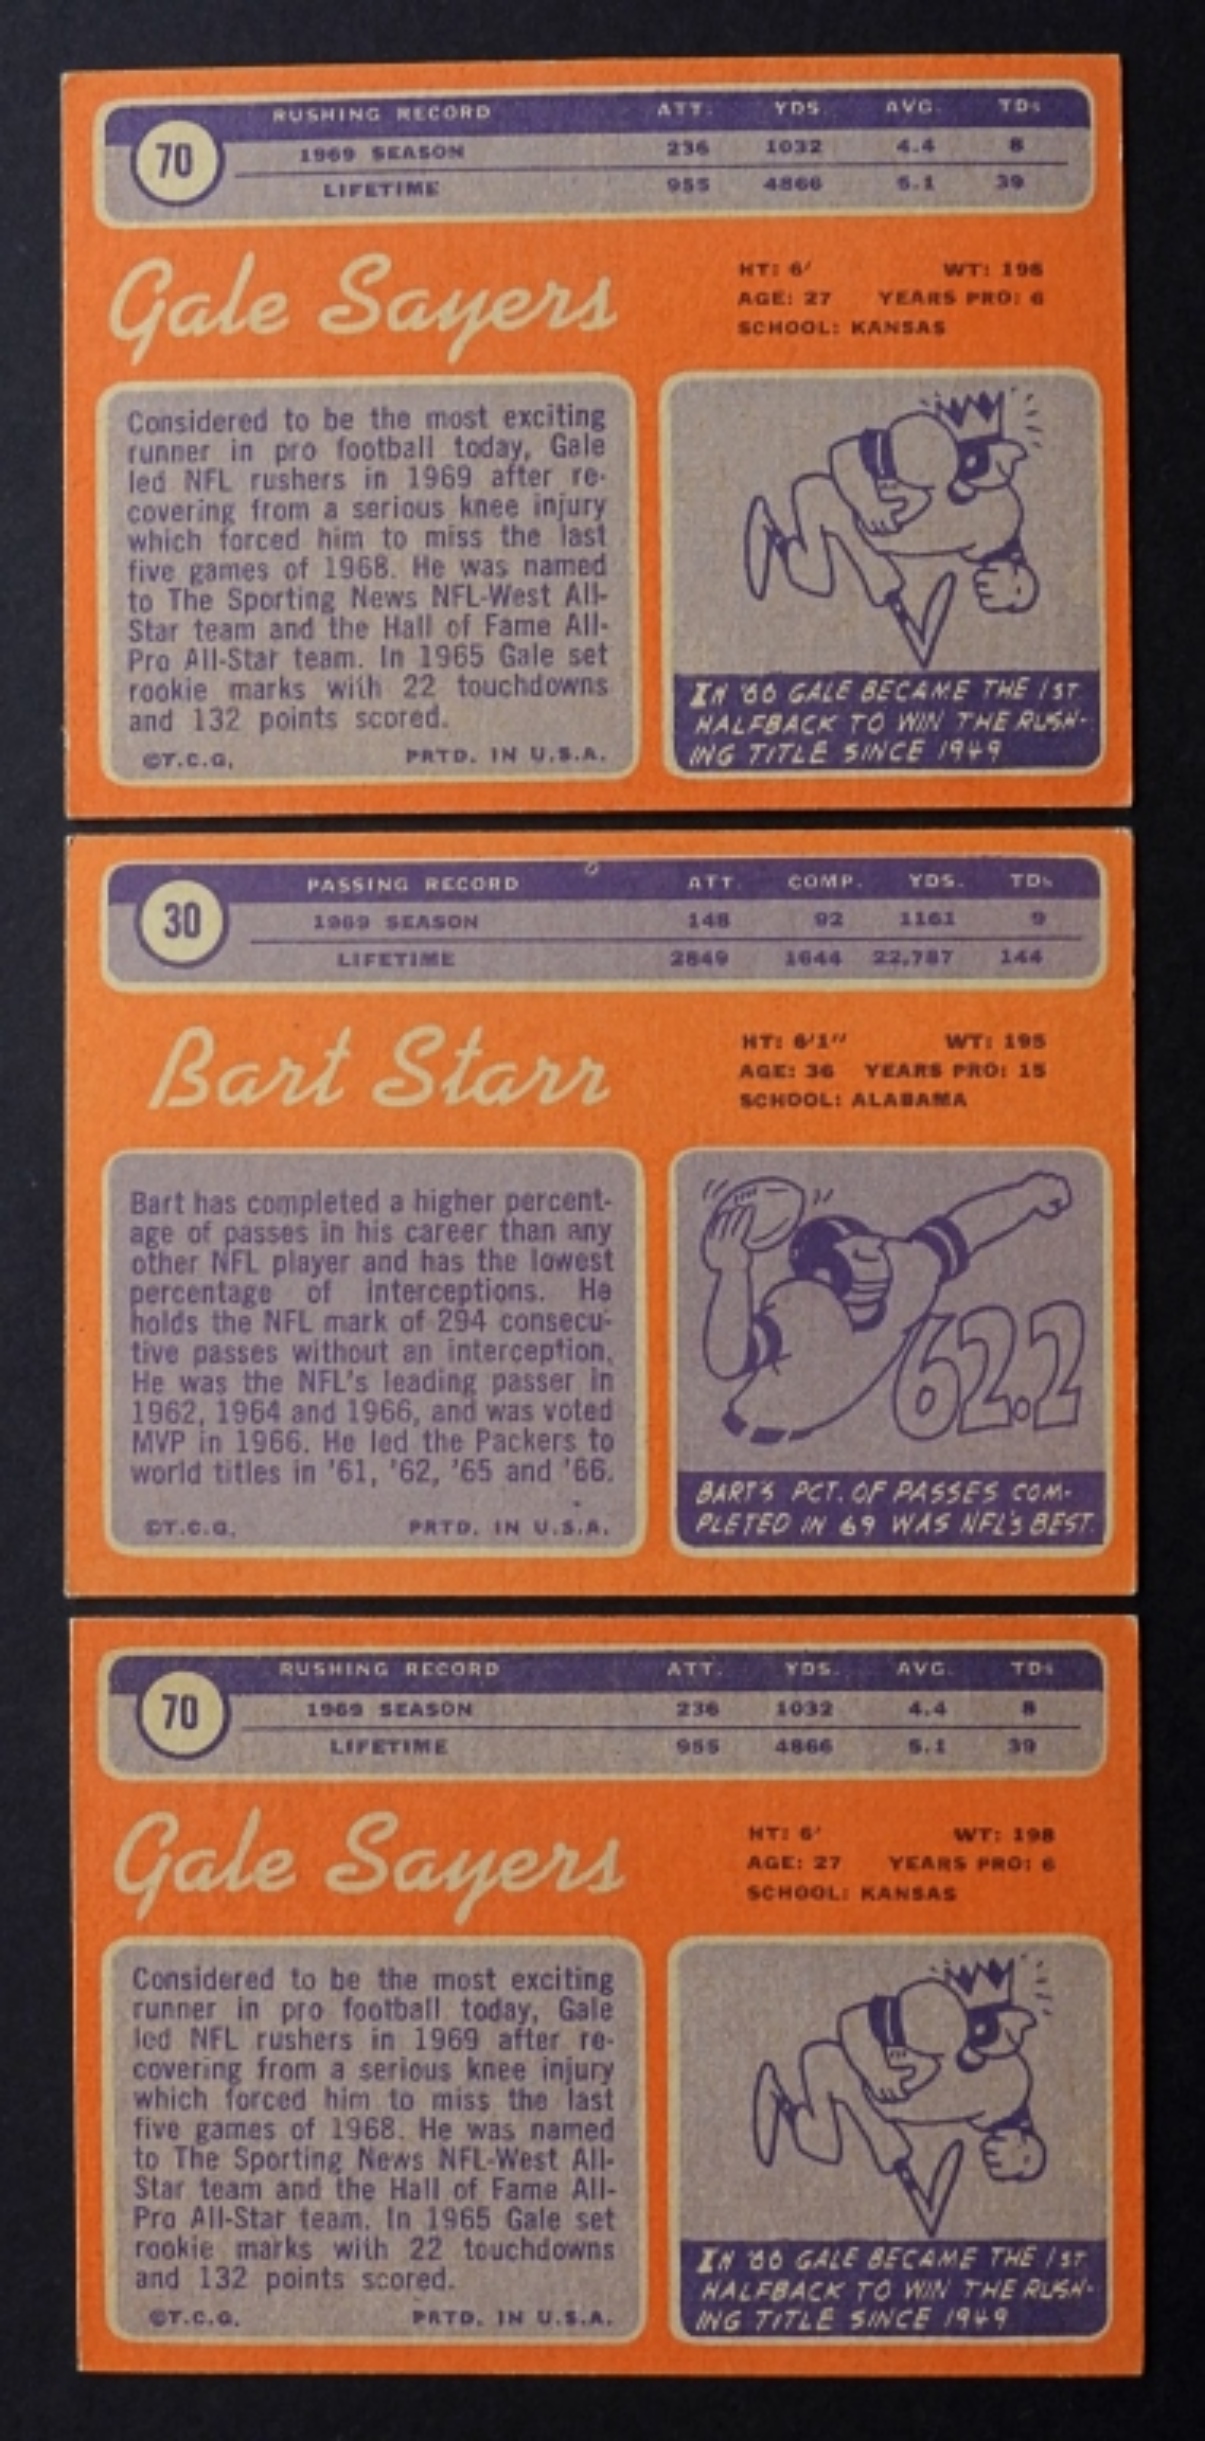 RUSHING RECORD ATT. YDS. AVG. TDs
70
1969 SEASON 236 1032 4.4 8
LIFETIME 955 4866 5.1 39
Gale Sayers
HT: 6' WT: 198
AGE: 27 YEARS PRO: 6
SCHOOL: KANSAS
Considered to be the most exciting
runner in pro football today, Gale
led NFL rushers in 1969 after re-
covering from a serious knee injury
which forced him to miss the last
five games of 1968. He was named
to The Sporting News NFL-West All-
Star team and the Hall of Fame All-
Pro All-Star team. In 1965 Gale set
rookie marks with 22 touchdowns
and 132 points scored.
©T.C.G. PRTD. IN U.S.A.
IN '66 GALE BECAME THE 1ST
HALFBACK TO WIN THE RUSH-
ING TITLE SINCE 1949
PASSING RECORD ATT. COMP. YDS. TDs
30
1969 SEASON 148 92 1161 9
LIFETIME 2849 1644 22,787 144
Bart Starr
HT: 6'1" WT: 195
AGE: 36 YEARS PRO: 15
SCHOOL: ALABAMA
Bart has completed a higher percent-
age of passes in his career than any
other NFL player and has the lowest
percentage of interceptions. He
holds the NFL mark of 294 consecu-
tive passes without an interception.
He was the NFL's leading passer in
1962, 1964 and 1966, and was voted
MVP in 1966. He led the Packers to
world titles in '61, '62, '65 and '66.
©T.C.G. PRTD. IN U.S.A.
62.2
BART'S PCT. OF PASSES COM-
PLETED IN 69 WAS NFL'S BEST.
RUSHING RECORD ATT. YDS. AVG. TDs
70
1969 SEASON 236 1032 4.4 8
LIFETIME 955 4866 5.1 39
Gale Sayers
HT: 6' WT: 198
AGE: 27 YEARS PRO: 6
SCHOOL: KANSAS
Considered to be the most exciting
runner in pro football today, Gale
led NFL rushers in 1969 after re-
covering from a serious knee injury
which forced him to miss the last
five games of 1968. He was named
to The Sporting News NFL-West All-
Star team and the Hall of Fame All-
Pro All-Star team. In 1965 Gale set
rookie marks with 22 touchdowns
and 132 points scored.
©T.C.G. PRTD. IN U.S.A.
IN '66 GALE BECAME THE 1ST
HALFBACK TO WIN THE RUSH-
ING TITLE SINCE 1949